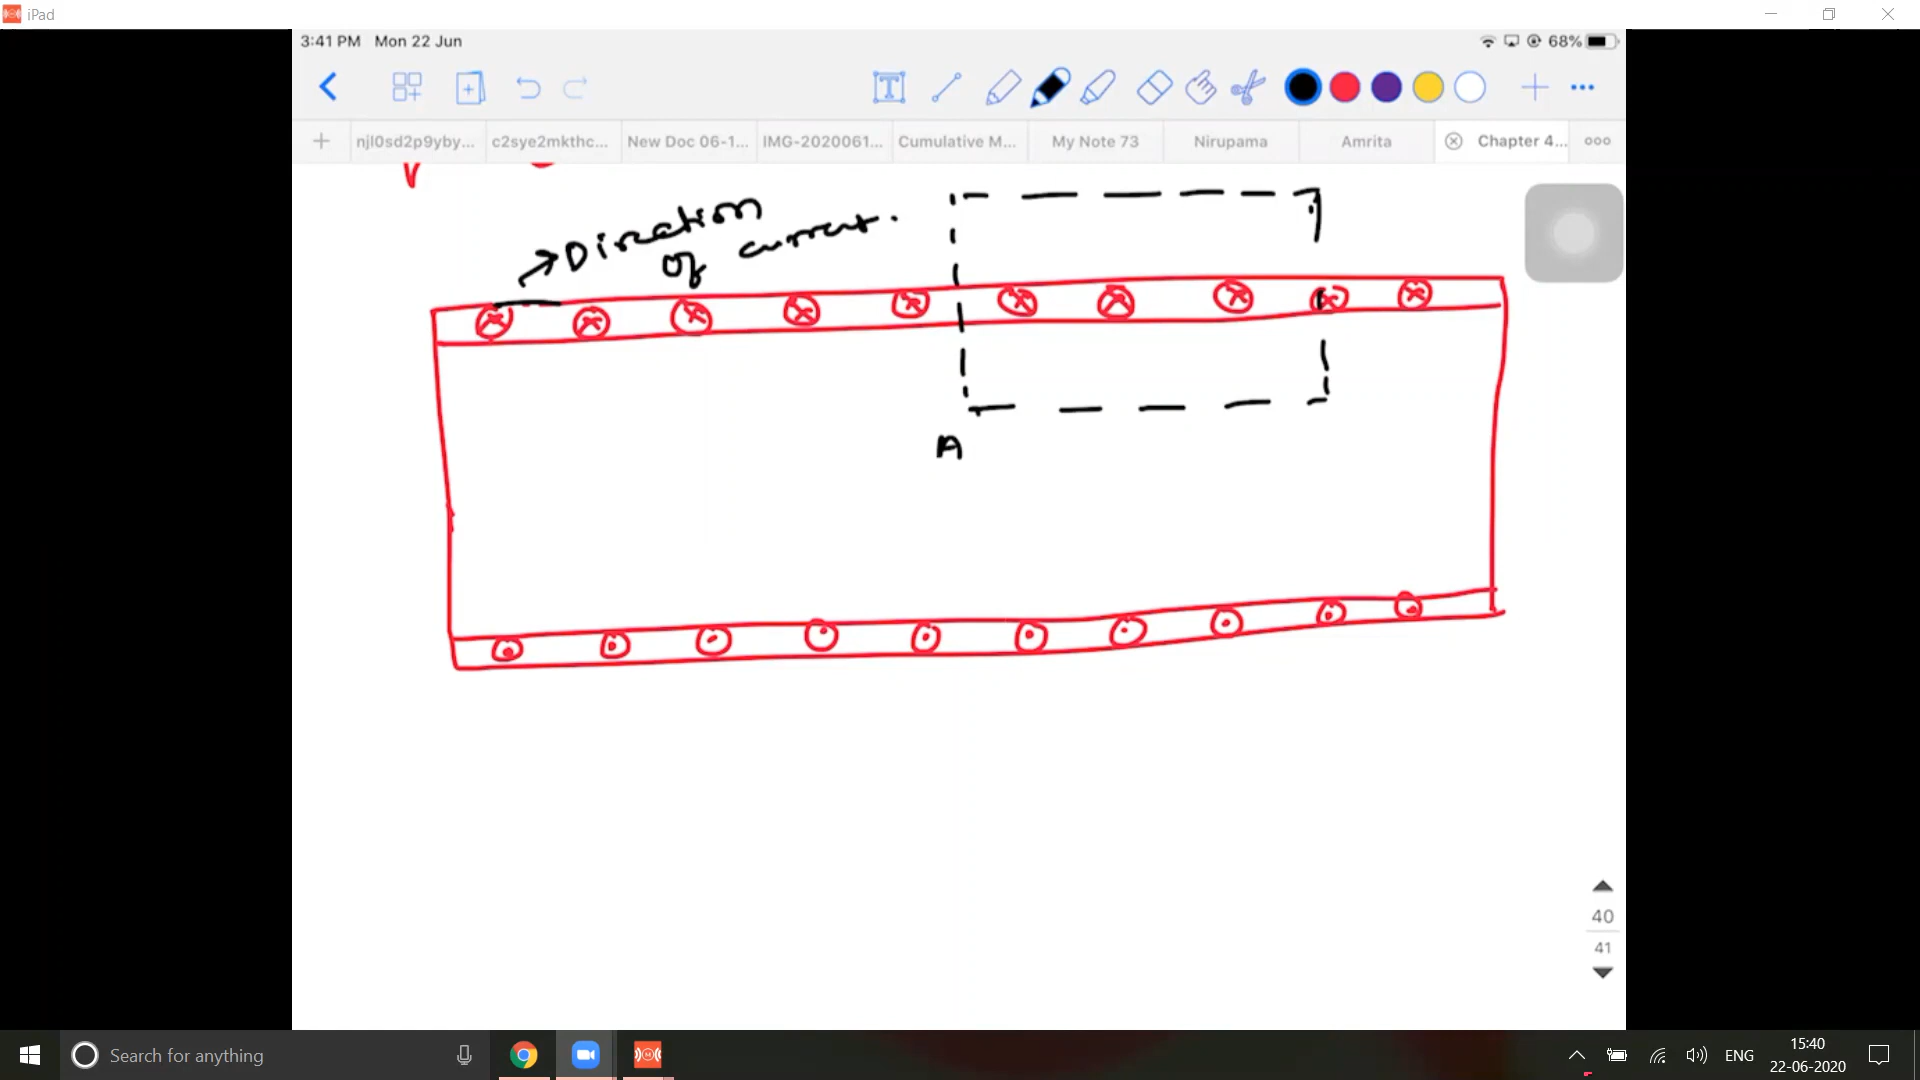 iPad
3:41 PM Mon 22 Jun
68%
T
njl0sd2p9yby... c2sye2mkthc... New Doc 06-1... IMG-2020061... Cumulative M... My Note 73 Nirupama Amrita Chapter 4...
Direction
of current.
A
40
41
Search for anything
ENG
15:40
22-06-2020